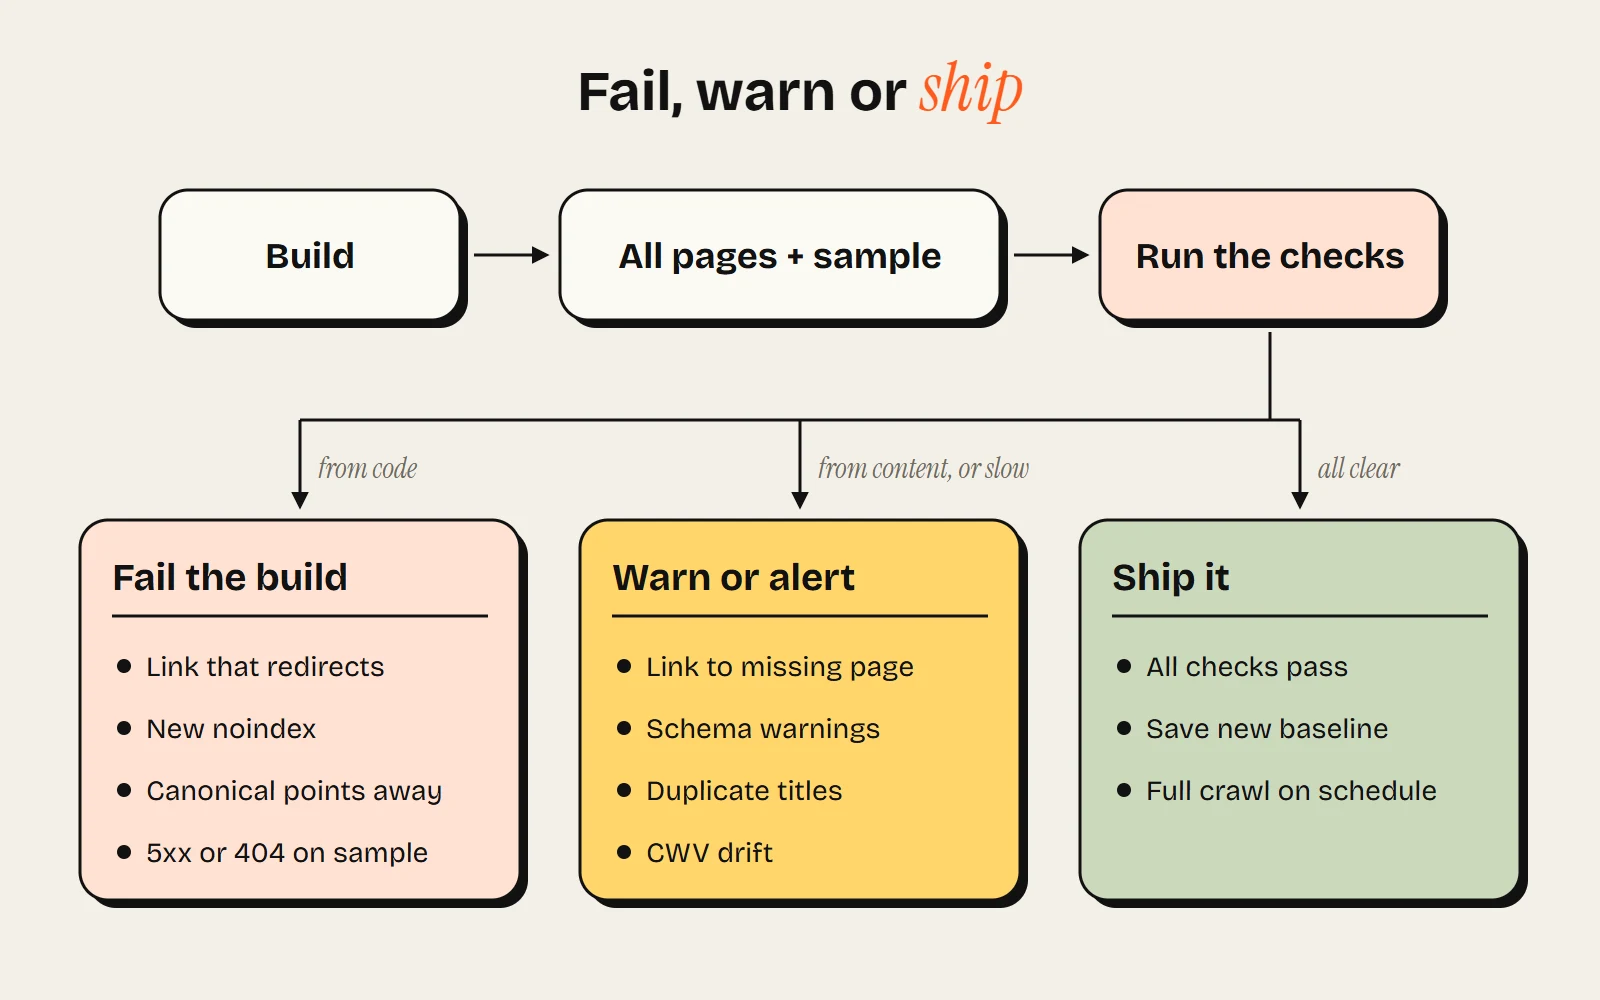 Fail, warn or ship
Build
All pages + sample
Run the checks
from code
from content, or slow
all clear
Fail the build
Link that redirects
New noindex
Canonical points away
5xx or 404 on sample
Warn or alert
Link to missing page
Schema warnings
Duplicate titles
CWV drift
Ship it
All checks pass
Save new baseline
Full crawl on schedule